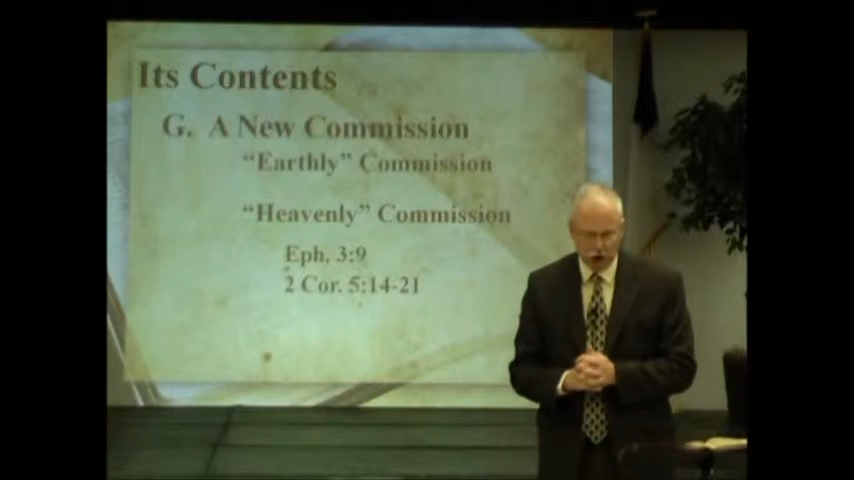 Its Contents
G. A New Commission
“Earthly” Commission
“Heavenly” Commission
Eph. 3:9
2 Cor. 5:14-21